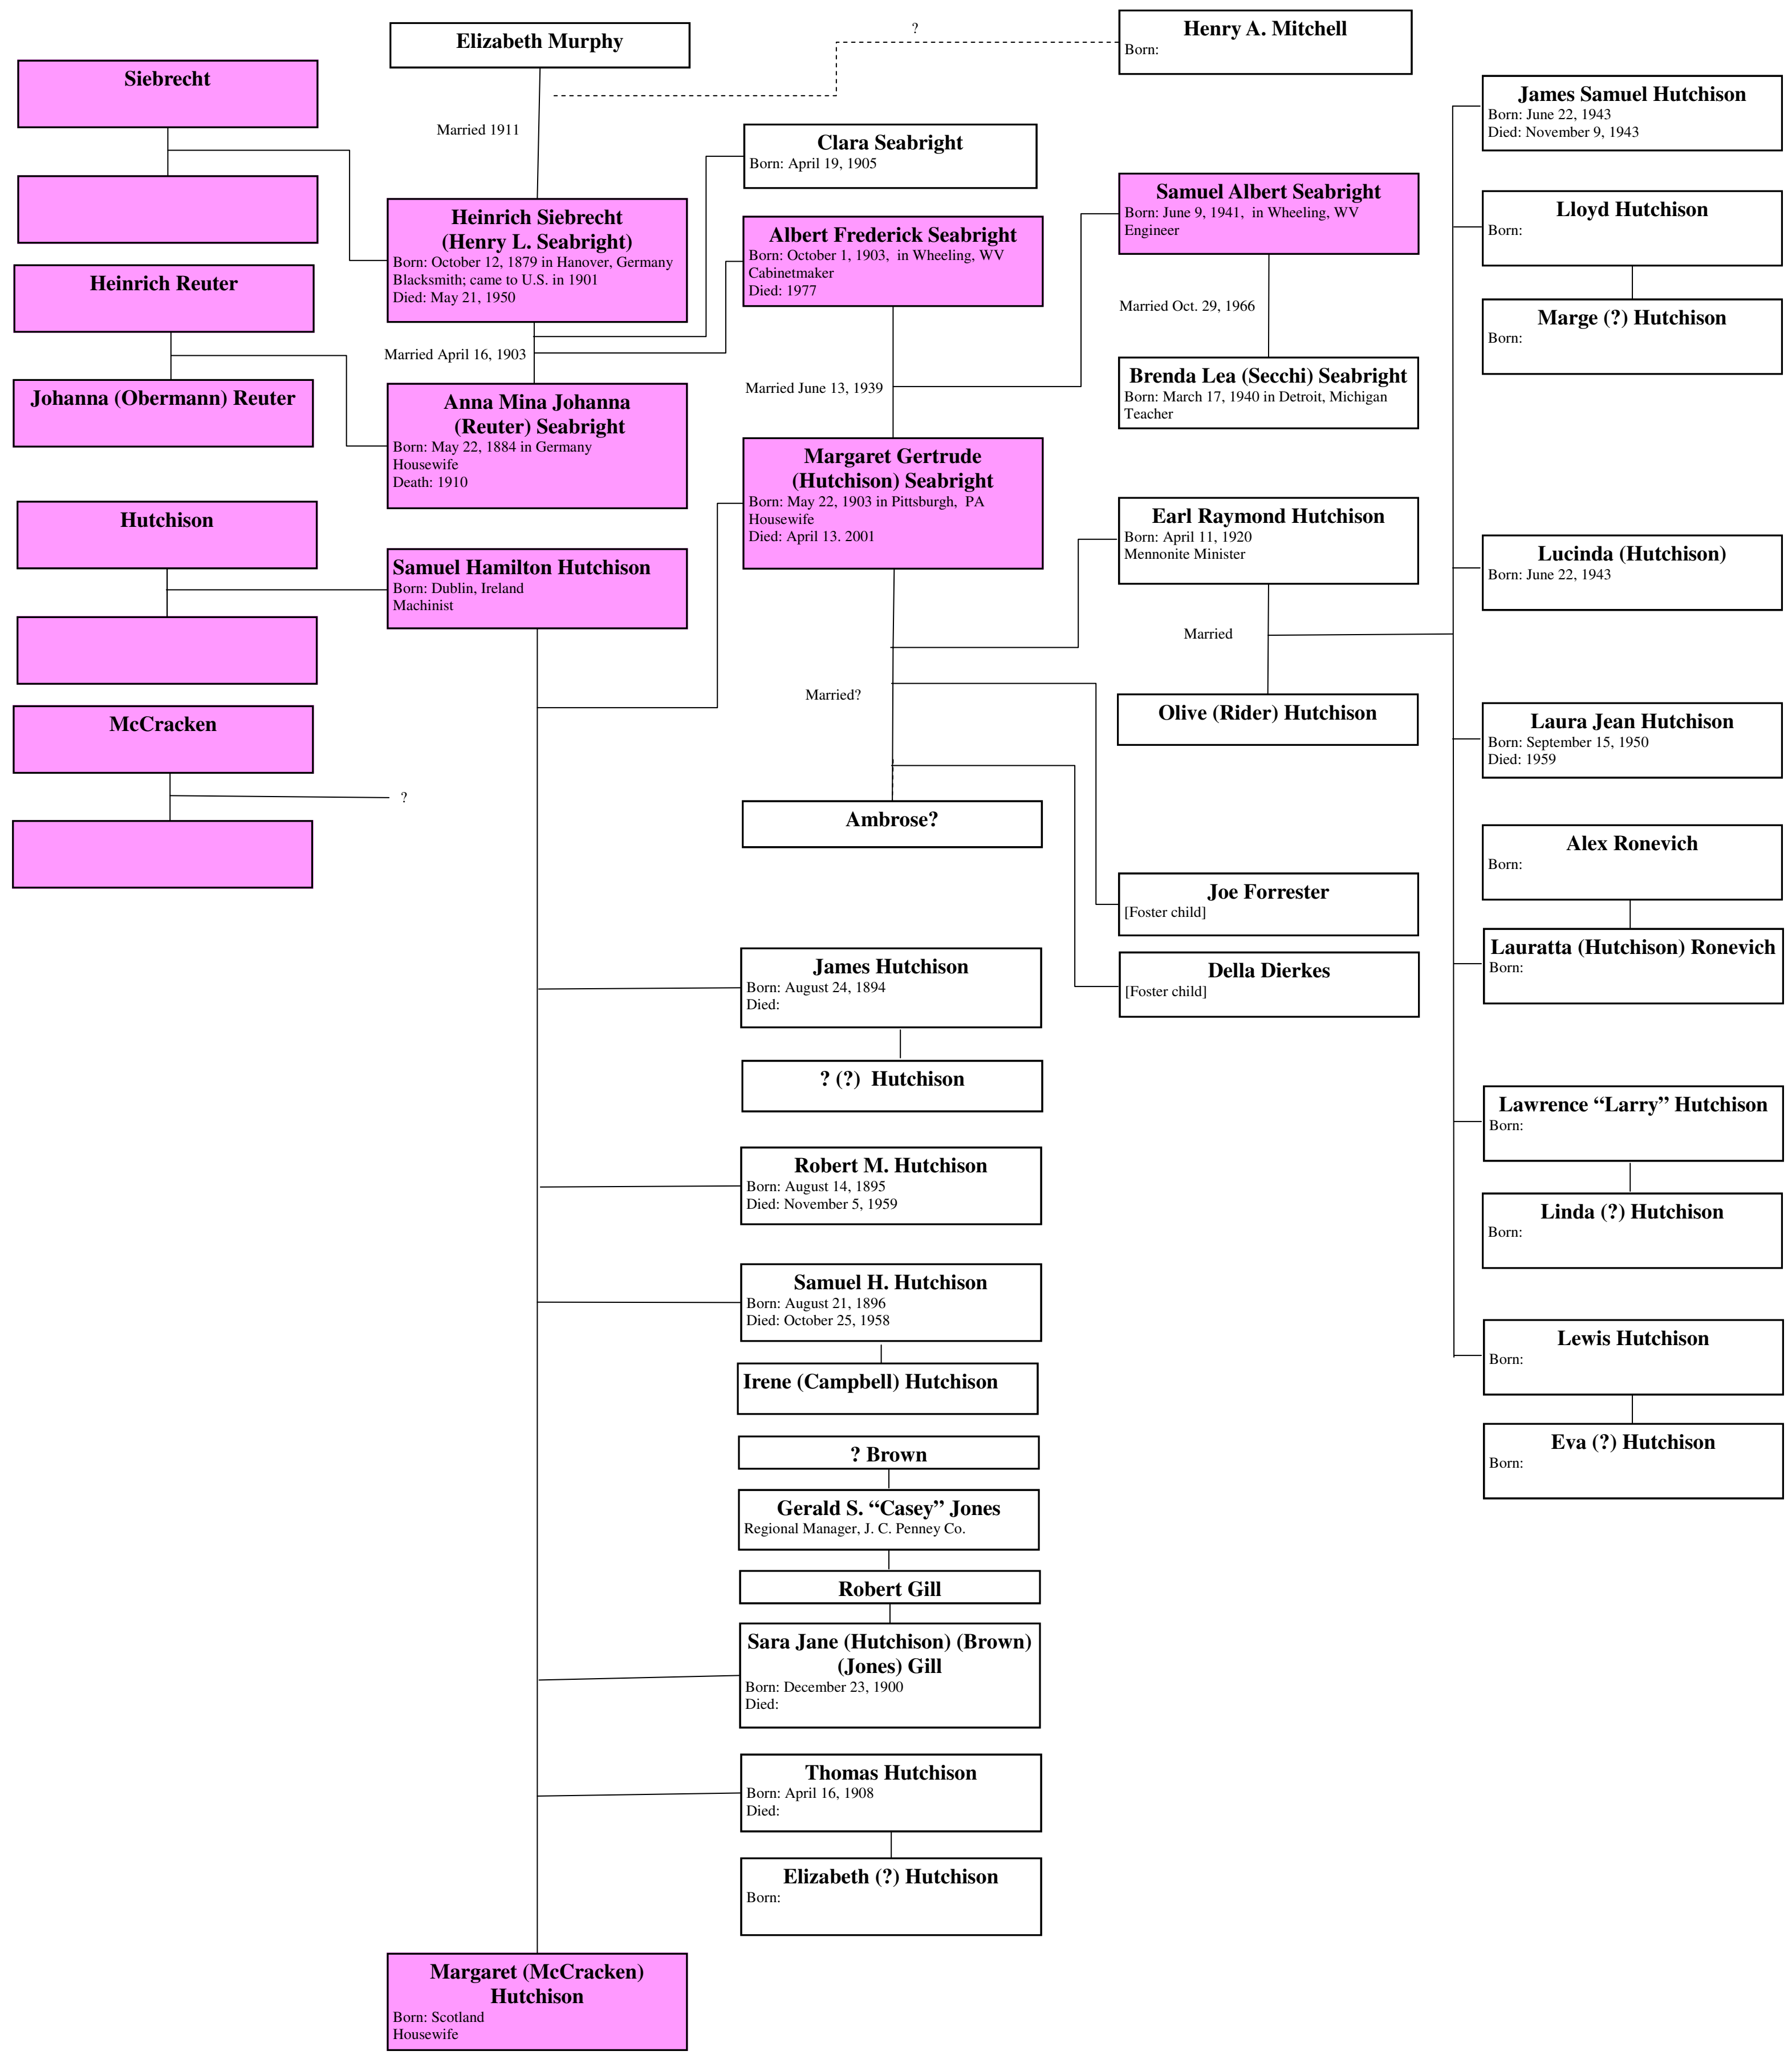 Siebrecht
Heinrich Reuter
Johanna (Obermann) Reuter
Hutchison
McCracken
?
Elizabeth Murphy
Married 1911
Heinrich Siebrecht
(Henry L. Seabright)
Born: October 12, 1879 in Hanover, Germany
Blacksmith; came to U.S. in 1901
Died: May 21, 1950
Married April 16, 1903
Anna Mina Johanna
(Reuter) Seabright
Born: May 22, 1884 in Germany
Housewife
Death: 1910
Samuel Hamilton Hutchison
Born: Dublin, Ireland
Machinist
Margaret (McCracken)
Hutchison
Born: Scotland
Housewife
Clara Seabright
Born: April 19, 1905
Albert Frederick Seabright
Born: October 1, 1903,  in Wheeling, WV
Cabinetmaker
Died: 1977
Married June 13, 1939
Margaret Gertrude
(Hutchison) Seabright
Born: May 22, 1903 in Pittsburgh,  PA
Housewife
Died: April 13. 2001
Married?
Ambrose?
James Hutchison
Born: August 24, 1894
Died:
? (?)  Hutchison
Robert M. Hutchison
Born: August 14, 1895
Died: November 5, 1959
Samuel H. Hutchison
Born: August 21, 1896
Died: October 25, 1958
Irene (Campbell) Hutchison
? Brown
Gerald S. “Casey” Jones
Regional Manager, J. C. Penney Co.
Robert Gill
Sara Jane (Hutchison) (Brown)
(Jones) Gill
Born: December 23, 1900
Died:
Thomas Hutchison
Born: April 16, 1908
Died:
Elizabeth (?) Hutchison
Born:
?
Henry A. Mitchell
Born:
Samuel Albert Seabright
Born: June 9, 1941,  in Wheeling, WV
Engineer
Married Oct. 29, 1966
Brenda Lea (Secchi) Seabright
Born: March 17, 1940 in Detroit, Michigan
Teacher
Earl Raymond Hutchison
Born: April 11, 1920
Mennonite Minister
Married
Olive (Rider) Hutchison
Joe Forrester
[Foster child]
Della Dierkes
[Foster child]
James Samuel Hutchison
Born: June 22, 1943
Died: November 9, 1943
Lloyd Hutchison
Born:
Marge (?) Hutchison
Born:
Lucinda (Hutchison)
Born: June 22, 1943
Laura Jean Hutchison
Born: September 15, 1950
Died: 1959
Alex Ronevich
Born:
Lauratta (Hutchison) Ronevich
Born:
Lawrence “Larry” Hutchison
Born:
Linda (?) Hutchison
Born:
Lewis Hutchison
Born:
Eva (?) Hutchison
Born: